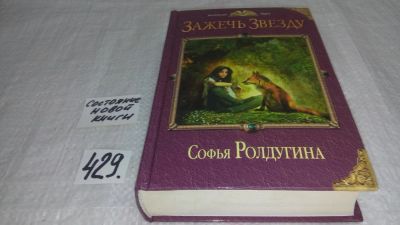 ЗАЖЕЧЬ ЗВЕЗДУ
СОФЬЯ РОЛДУГИНА
Состояние
новой
книги
429.